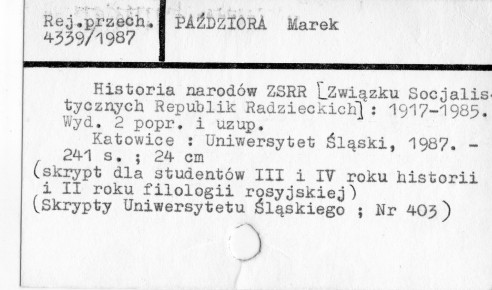 Rej.przech. PAŹDZIORA Marek
4339/1987
Historia narodów ZSRR [Związku Socjalis-
tycznych Republik Radzieckich] : 1917-1985.
Wyd. 2 popr. i uzup.
Katowice : Uniwersytet Śląski, 1987. -
241 s. ; 24 cm
(skrypt dla studentów III i IV roku historii
i II roku filologii rosyjskiej)
(Skrypty Uniwersytetu Śląskiego ; Nr 403)